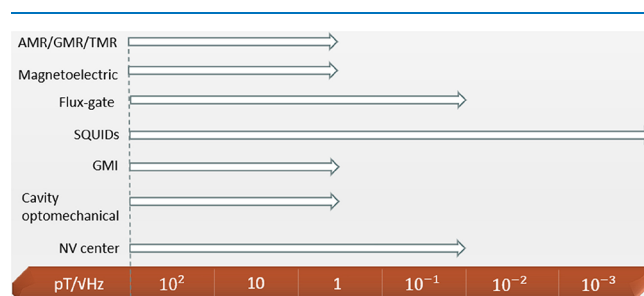 AMR/GMR/TMR
Magnetoelectric
Flux-gate
SQUIDs
GMI
Cavity
optomechanical
NV center
pT/√Hz 10² 10 1 10⁻¹ 10⁻² 10⁻³